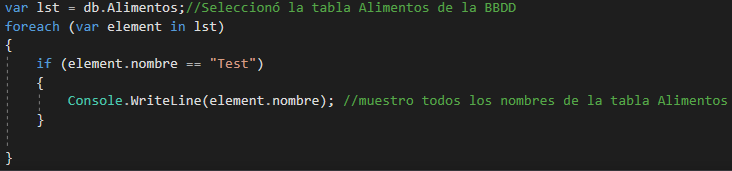 var lst = db.Alimentos;//Seleccionó la tabla Alimentos de la BBDD
foreach (var element in lst)
{
if (element.nombre == "Test")
{
Console.WriteLine(element.nombre); //muestro todos los nombres de la tabla Alimentos
}
}